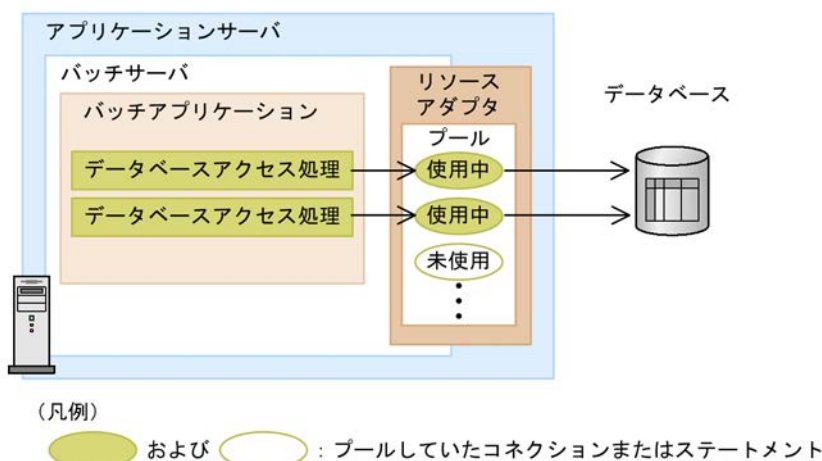 アプリケーションサーバ
バッチサーバ
バッチアプリケーション
リソース
アダプタ
データベース
プール
データベースアクセス処理
使用中
データベースアクセス処理
使用中
未使用
(凡例)
および : プールしていたコネクションまたはステートメント